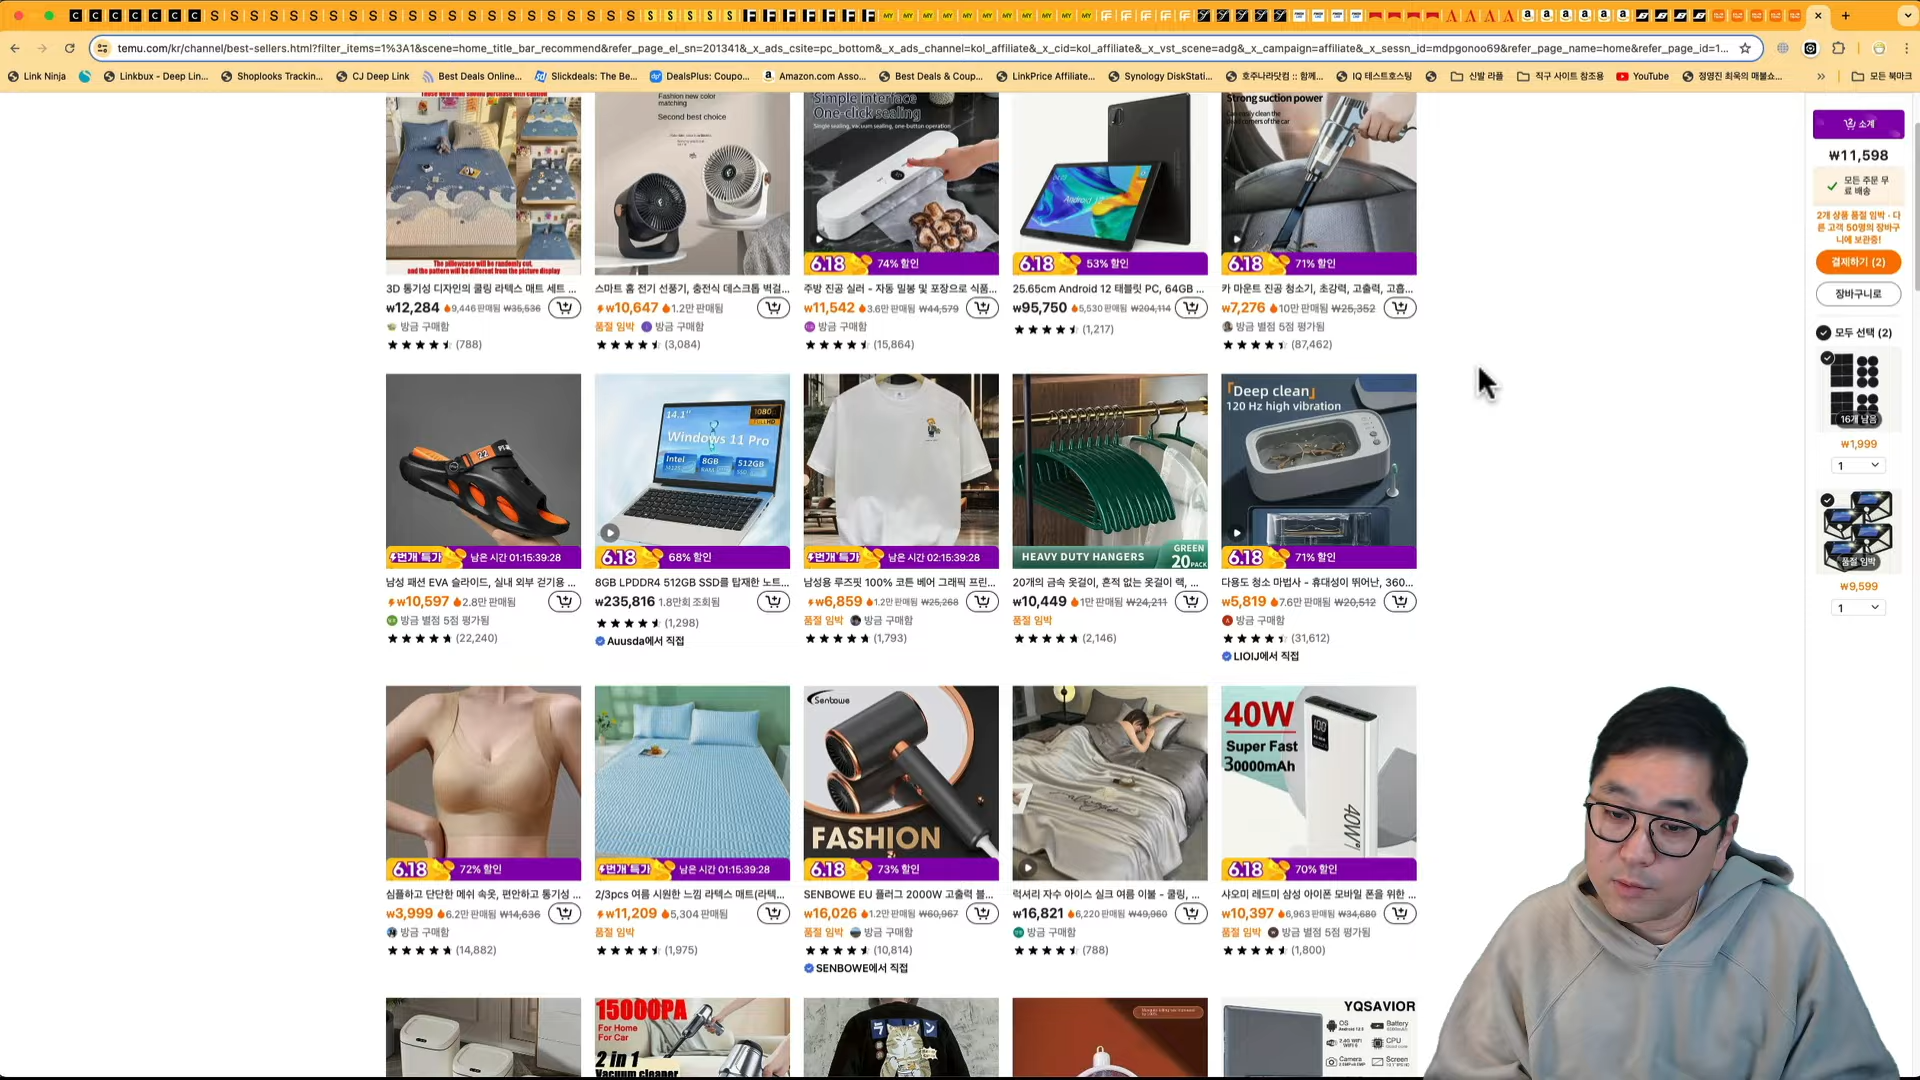 temu.com/kr/channel/best-sellers.html?filter_items=1%3A1&scene=home_title_bar_recommend&refer_page_el_sn=201341&_x_ads_csite=pc_bottom&_x_ads_channel=kol_affiliate&_x_cid=kol_affiliate&_x_vst_scene=adg&_x_campaign=affiliate&_x_sessn_id=mdpgonoo69&refer_page_name=home&refer_page_id=1...
Link Ninja
Linkbux - Deep Lin...
Shoplooks Trackin...
CJ Deep Link
Best Deals Online...
Slickdeals: The Be...
DealsPlus: Coupo...
Amazon.com Asso...
Best Deals & Coup...
LinkPrice Affiliate...
Synology DiskStati...
호주나라닷컴 :: 함께...
IQ 테스트호스팅
신발 라플
직구 사이트 참조용
YouTube
정영진 최욱의 매불쇼...
모든 북마크
The pillowcase will be randomly cut,
and the pattern will be different from the picture display
Fashion new color
matching
Second best choice
Simple interface
One-click sealing
Single sealing, vacuum sealing, one-button operation
6.18 74% 할인
6.18 53% 할인
Strong suction power
6.18 71% 할인
3D 통기성 디자인의 쿨링 라텍스 매트 세트 ...
₩12,284 9,446판매됨 ₩35,536
방금 구매함
(788)
스마트 홈 전기 선풍기, 충전식 데스크톱 벽걸...
₩10,647 1.2만 판매됨
품절 임박 방금 구매함
(3,084)
주방 진공 실러 - 자동 밀봉 및 포장으로 식품...
₩11,542 3.6만 판매됨 ₩44,579
방금 구매함
(15,864)
25.65cm Android 12 태블릿 PC, 64GB ...
₩95,750 5,530판매됨 ₩204,114
(1,217)
카 마운트 진공 청소기, 초강력, 고출력, 고흡...
₩7,276 10만 판매됨 ₩25,352
방금 별점 5점 평가됨
(87,462)
번개 특가 남은 시간 01:15:39:28
14.1"
1080P
FULL HD
Windows 11 Pro
Intel
8GB
512GB
6.18 68% 할인
번개 특가 남은 시간 02:15:39:28
HEAVY DUTY HANGERS
GREEN
20PACK
「Deep clean」
120 Hz high vibration
6.18 71% 할인
남성 패션 EVA 슬라이드, 실내 외부 걷기용 ...
₩10,597 2.8만 판매됨
방금 별점 5점 평가됨
(22,240)
8GB LPDDR4 512GB SSD를 탑재한 노트...
₩235,816 1.8만회 조회됨
(1,298)
Auusda에서 직접
남성용 루즈핏 100% 코튼 베어 그래픽 프린...
₩6,859 1.2만 판매됨 ₩25,268
품절 임박 방금 구매함
(1,793)
20개의 금속 옷걸이, 흔적 없는 옷걸이 랙, ...
₩10,449 1만 판매됨 ₩24,211
품절 임박
(2,146)
다용도 청소 마법사 - 휴대성이 뛰어난, 360...
₩5,819 7.6만 판매됨 ₩20,512
방금 구매함
(31,612)
LIOIJ에서 직접
6.18 72% 할인
번개 특가 남은 시간 01:15:39:28
Senbowe
FASHION
6.18 73% 할인
40W
Super Fast
30000mAh
100
40W
6.18 70% 할인
심플하고 단단한 메쉬 속옷, 편안하고 통기성 ...
₩3,999 6.2만 판매됨 ₩14,636
방금 구매함
(14,882)
2/3pcs 여름 시원한 느낌 라텍스 매트(라텍...
₩11,209 5,304 판매됨
품절 임박
(1,975)
SENBOWE EU 플러그 2000W 고출력 블...
₩16,026 1.2만 판매됨 ₩60,967
품절 임박 방금 구매함
(10,814)
SENBOWE에서 직접
럭셔리 자수 아이스 실크 여름 이불 - 쿨링, ...
₩16,821 6,220 판매됨 ₩49,960
방금 구매함
(788)
샤오미 레드미 삼성 아이폰 모바일 폰을 위한 ...
₩10,397 6,963 판매됨 ₩34,680
품절 임박 방금 별점 5점 평가됨
(1,800)
15000PA
For Home
For Car
2 in 1
Vacuum cleaner
YQSAVIOR
OS
Battery
CPU
Camera
Screen
소계
₩11,598
모든 주문 무
료 배송
2개 상품 품절 임박 · 다
른 고객 50명의 장바구
니에 보관중!
결제하기 (2)
장바구니로
모두 선택 (2)
16개 남음
₩1,999
1
품절 임박
₩9,599
1